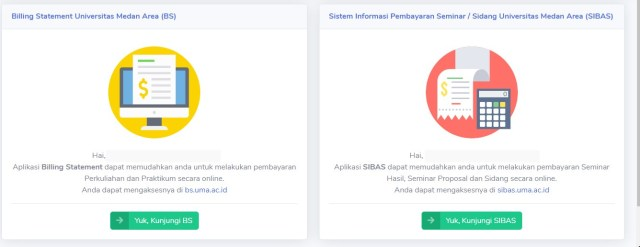 Billing Statement Universitas Medan Area (BS)
Hai,
Aplikasi Billing Statement dapat memudahkan anda untuk melakukan pembayaran
Perkuliahan dan Praktikum secara online.
Anda dapat mengaksesnya di bs.uma.ac.id
Yuk, Kunjungi BS
Sistem Informasi Pembayaran Seminar / Sidang Universitas Medan Area (SIBAS)
Hai,
Aplikasi SIBAS dapat memudahkan anda untuk melakukan pembayaran Seminar
Hasil, Seminar Proposal dan Sidang secara online.
Anda dapat mengaksesnya di sibas.uma.ac.id
Yuk, Kunjungi SIBAS